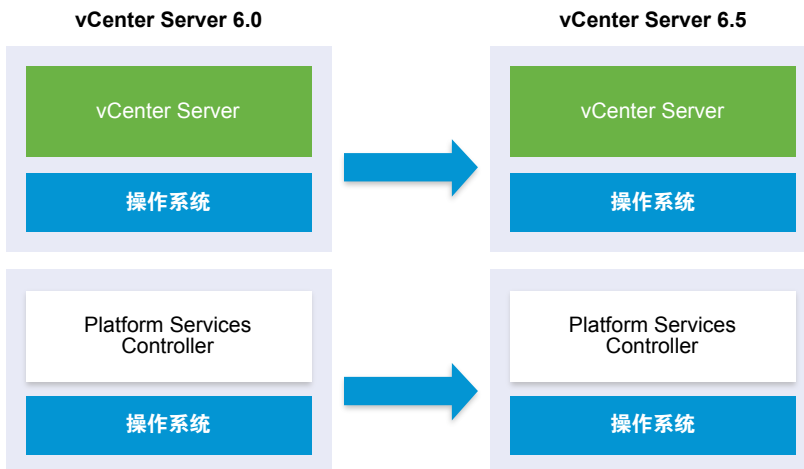 vCenter Server 6.0
vCenter Server 6.5
vCenter Server
vCenter Server
操作系统
操作系统
Platform Services
Controller
Platform Services
Controller
操作系统
操作系统